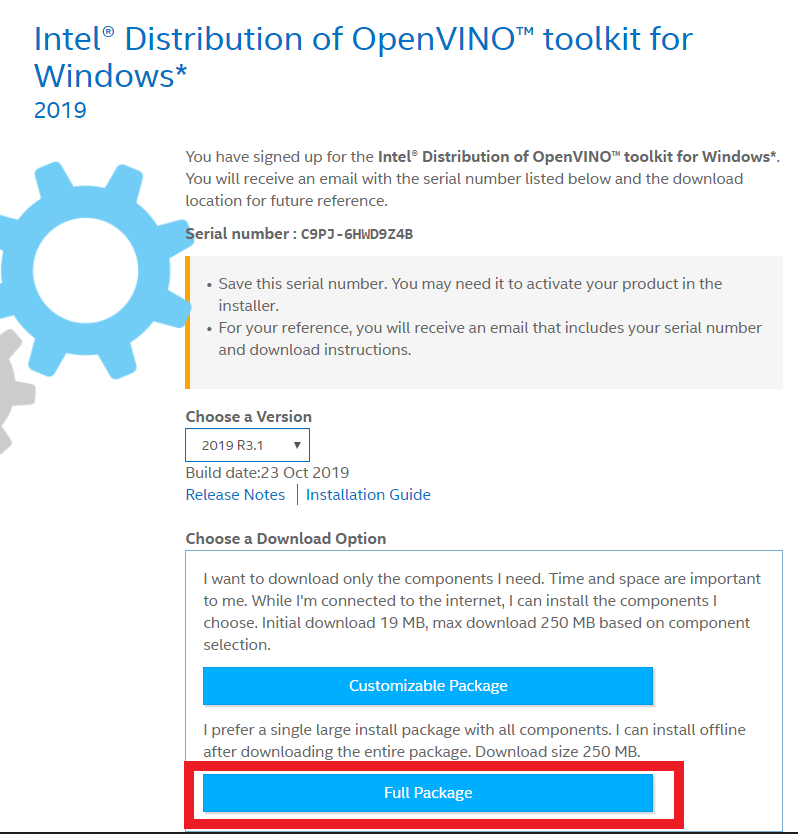 Intel® Distribution of OpenVINO™ toolkit for
Windows*
2019
You have signed up for the Intel® Distribution of OpenVINO™ toolkit for Windows*.
You will receive an email with the serial number listed below and the download
location for future reference.
Serial number : C9PJ-6HWD9Z4B
• Save this serial number. You may need it to activate your product in the
installer.
• For your reference, you will receive an email that includes your serial number
and download instructions.
Choose a Version
2019 R3.1 ▼
Build date:23 Oct 2019
Release Notes | Installation Guide
Choose a Download Option
I want to download only the components I need. Time and space are important
to me. While I'm connected to the internet, I can install the components I
choose. Initial download 19 MB, max download 250 MB based on component
selection.
Customizable Package
I prefer a single large install package with all components. I can install offline
after downloading the entire package. Download size 250 MB.
Full Package